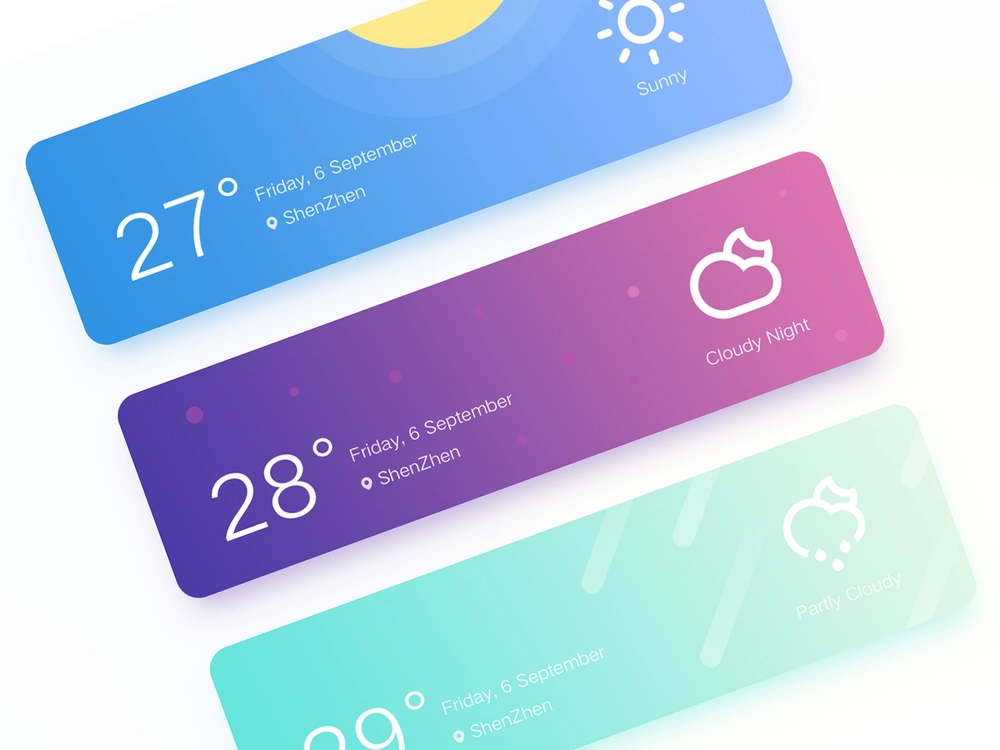 Sunny
27°
Friday, 6 September
ShenZhen
Cloudy Night
28°
Friday, 6 September
ShenZhen
Partly Cloudy
29°
Friday, 6 September
ShenZhen